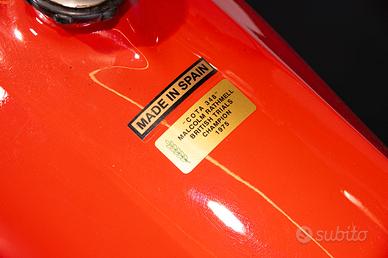 MADE IN SPAIN
"COTA 348"
MALCOLM RATHMELL
BRITISH TRIALS
CHAMPION
1975
subito